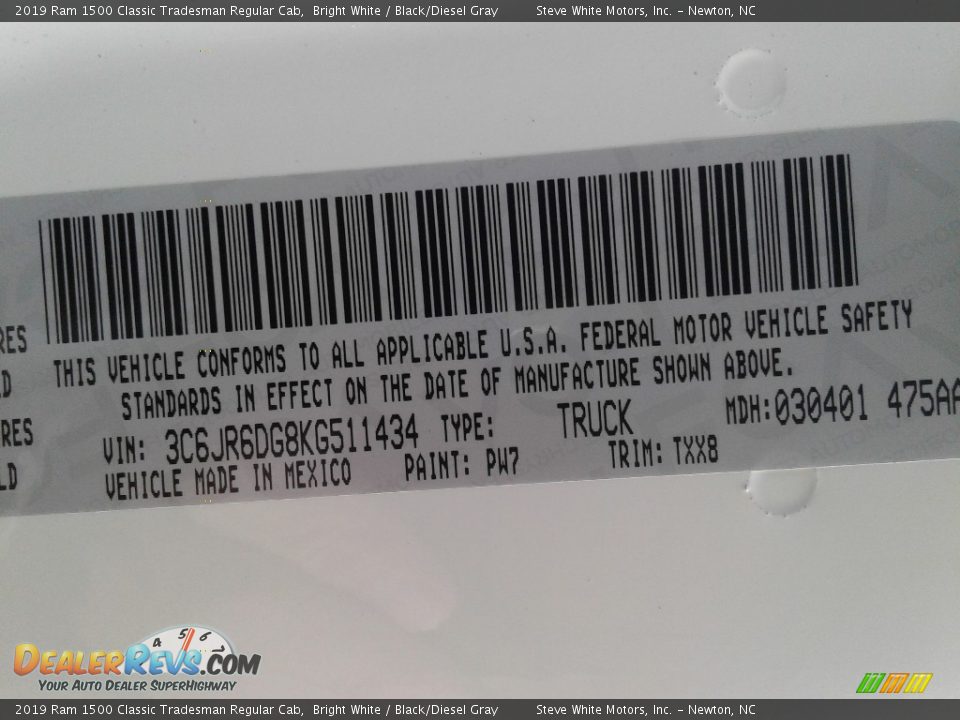 2019 Ram 1500 Classic Tradesman Regular Cab, Bright White / Black/Diesel Gray Steve White Motors, Inc. - Newton, NC
THIS VEHICLE CONFORMS TO ALL APPLICABLE U.S.A. FEDERAL MOTOR VEHICLE SAFETY
STANDARDS IN EFFECT ON THE DATE OF MANUFACTURE SHOWN ABOVE.
VIN: 3C6JR6DG8KG511434 TYPE: TRUCK MDH:030401 475AA
VEHICLE MADE IN MEXICO PAINT: PW7 TRIM: TXX8
4 5 6 7
DealerRevs.com
Your Auto Dealer SuperHighway
2019 Ram 1500 Classic Tradesman Regular Cab, Bright White / Black/Diesel Gray Steve White Motors, Inc. - Newton, NC